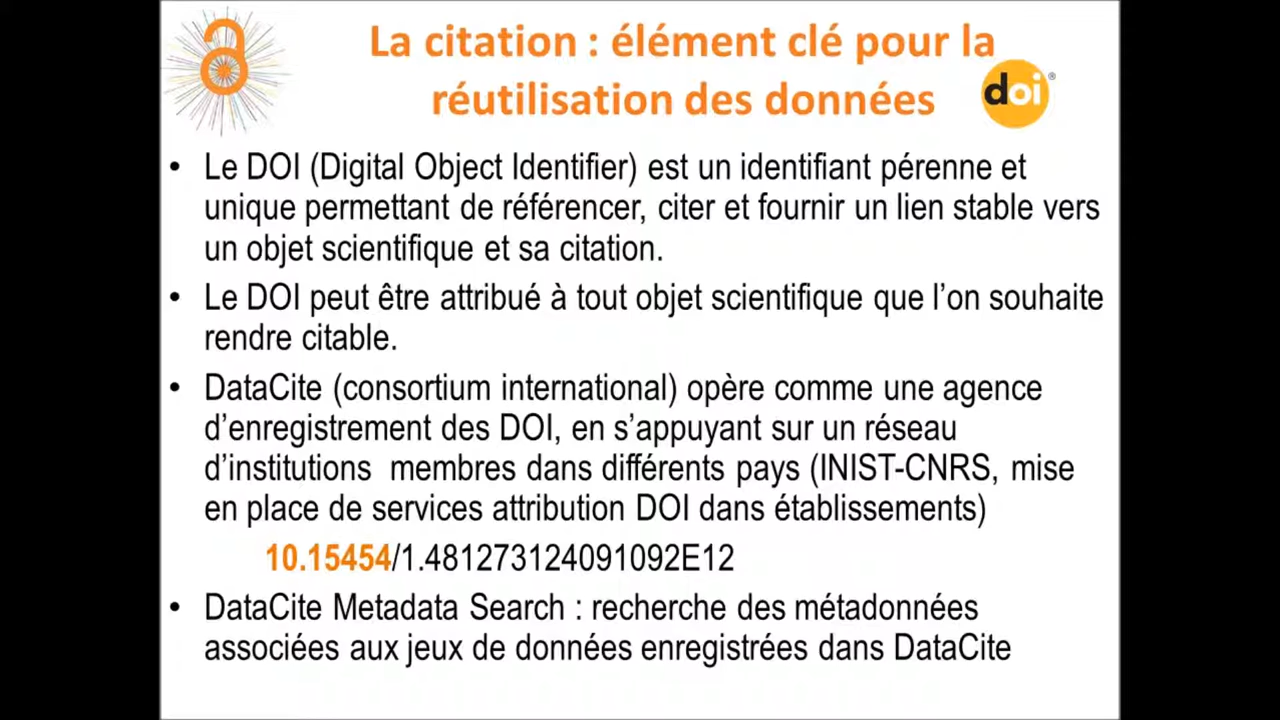 La citation : élément clé pour la
réutilisation des données
doi®
• Le DOI (Digital Object Identifier) est un identifiant pérenne et
unique permettant de référencer, citer et fournir un lien stable vers
un objet scientifique et sa citation.
• Le DOI peut être attribué à tout objet scientifique que l’on souhaite
rendre citable.
• DataCite (consortium international) opère comme une agence
d’enregistrement des DOI, en s’appuyant sur un réseau
d’institutions membres dans différents pays (INIST-CNRS, mise
en place de services attribution DOI dans établissements)
10.15454/1.481273124091092E12
• DataCite Metadata Search : recherche des métadonnées
associées aux jeux de données enregistrées dans DataCite